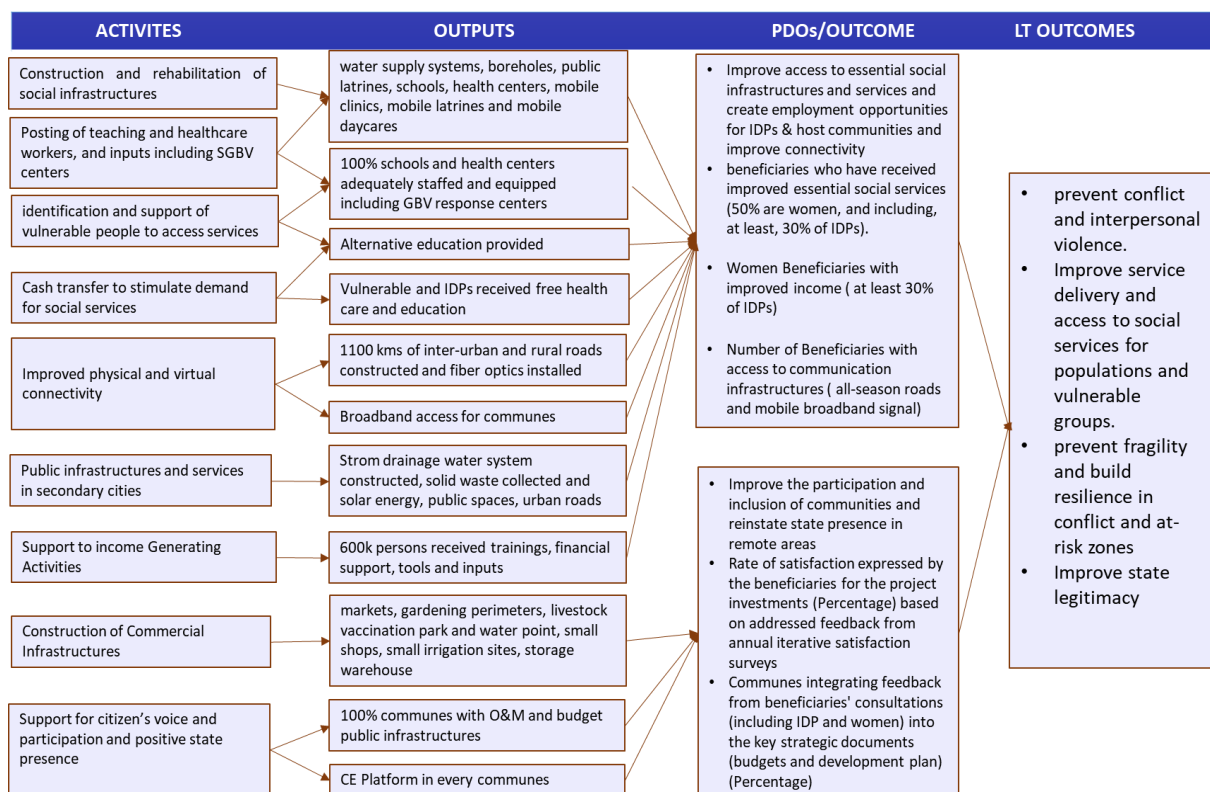 ACTIVITES
OUTPUTS
PDOs/OUTCOME
LT OUTCOMES
Construction and rehabilitation of
social infrastructures
Posting of teaching and healthcare
workers, and inputs including SGBV
centers
identification and support of
vulnerable people to access services
Cash transfer to stimulate demand
for social services
Improved physical and virtual
connectivity
Public infrastructures and services
in secondary cities
Support to income Generating
Activities
Construction of Commercial
Infrastructures
Support for citizen's voice and
participation and positive state
presence
water supply systems, boreholes, public
latrines, schools, health centers, mobile
clinics, mobile latrines and mobile
daycares
100% schools and health centers
adequately staffed and equipped
including GBV response centers
Alternative education provided
Vulnerable and IDPs received free health
care and education
1100 kms of inter-urban and rural roads
constructed and fiber optics installed
Broadband access for communes
Strom drainage water system
constructed, solid waste collected and
solar energy, public spaces, urban roads
600k persons received trainings, financial
support, tools and inputs
markets, gardening perimeters, livestock
vaccination park and water point, small
shops, small irrigation sites, storage
warehouse
100% communes with O&M and budget
public infrastructures
CE Platform in every communes
• Improve access to essential social
infrastructures and services and
create employment opportunities
for IDPs & host communities and
improve connectivity
• beneficiaries who have received
improved essential social services
(50% are women, and including,
at least, 30% of IDPs).
• Women Beneficiaries with
improved income ( at least 30%
of IDPs)
• Number of Beneficiaries with
access to communication
infrastructures ( all-season roads
and mobile broadband signal)
• Improve the participation and
inclusion of communities and
reinstate state presence in
remote areas
• Rate of satisfaction expressed by
the beneficiaries for the project
investments (Percentage) based
on addressed feedback from
annual iterative satisfaction
surveys
• Communes integrating feedback
from beneficiaries' consultations
(including IDP and women) into
the key strategic documents
(budgets and development plan)
(Percentage)
• prevent conflict
and interpersonal
violence.
• Improve service
delivery and
access to social
services for
populations and
vulnerable
groups.
• prevent fragility
and build
resilience in
conflict and at-
risk zones
• Improve state
legitimacy